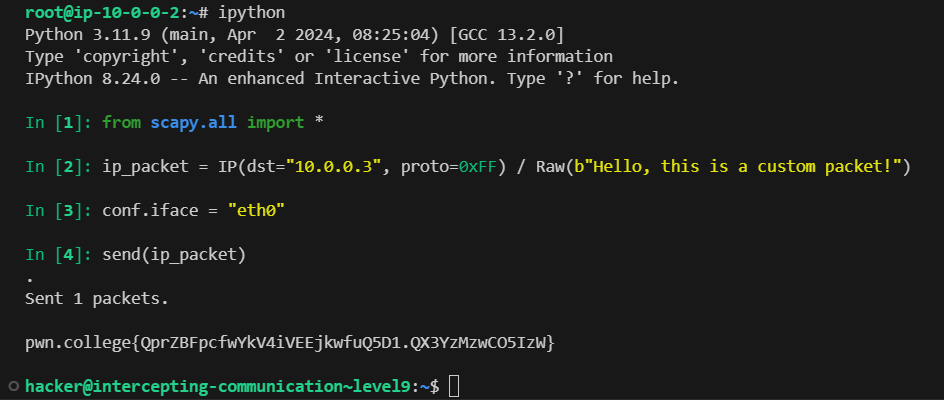 root@ip-10-0-0-2:~# ipython
Python 3.11.9 (main, Apr  2 2024, 08:25:04) [GCC 13.2.0]
Type 'copyright', 'credits' or 'license' for more information
IPython 8.24.0 -- An enhanced Interactive Python. Type '?' for help.
In [1]: from scapy.all import *
In [2]: ip_packet = IP(dst="10.0.0.3", proto=0xFF) / Raw(b"Hello, this is a custom packet!")
In [3]: conf.iface = "eth0"
In [4]: send(ip_packet)
.
Sent 1 packets.
pwn.college{QprZBFpcfwYkV4iVEEjkwfuQ5D1.QX3YzMzwCO5IzW}
hacker@intercepting-communication~level9:~$